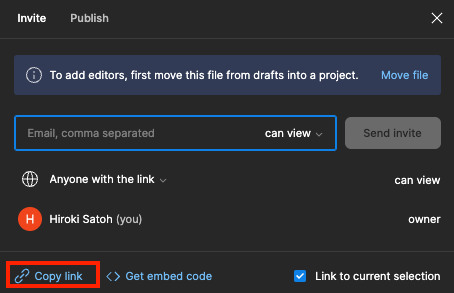 Invite Publish
To add editors, first move this file from drafts into a project. Move file
Email, comma separated can view Send invite
Anyone with the link can view
H Hiroki Satoh (you) owner
Copy link <> Get embed code Link to current selection